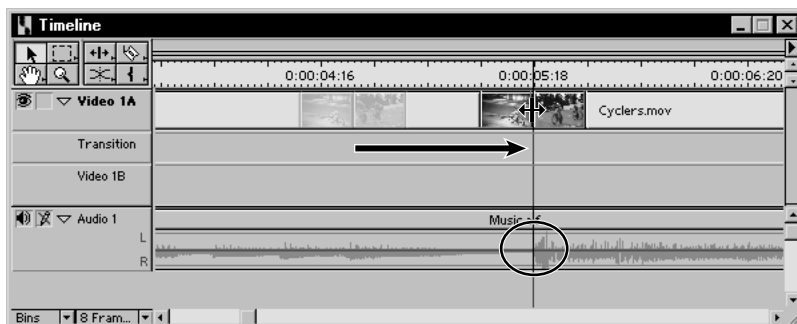 Timeline
0:00:04:16 0:00:05:18 0:00:06:20
Video 1A Cyclers.mov
Transition
Video 1B
Audio 1
L
R
Bins 8 Fram...